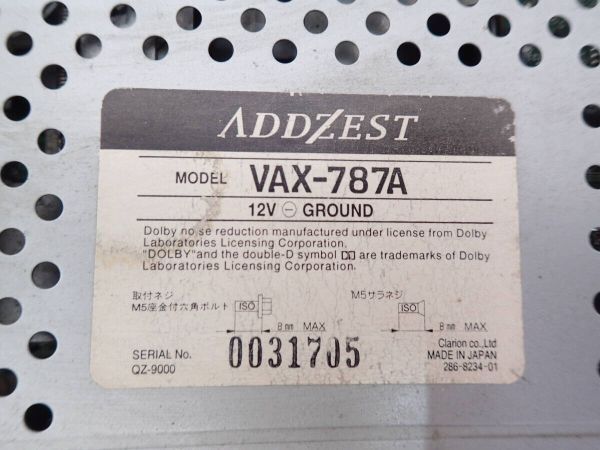 ADDZEST
MODEL VAX-787A
12V ⊖ GROUND
Dolby noise reduction manufactured under license from Dolby
Laboratories Licensing Corporation.
"DOLBY"and the double-D symbol DD are trademarks of Dolby
Laboratories Licensing Corporation.
取付ネジ
M5座金付六角ボルト ISO 8mm MAX
M5サラネジ ISO 8mm MAX
SERIAL No. 0031705
QZ-9000
Clarion co.,Ltd
MADE IN JAPAN
286-8234-01